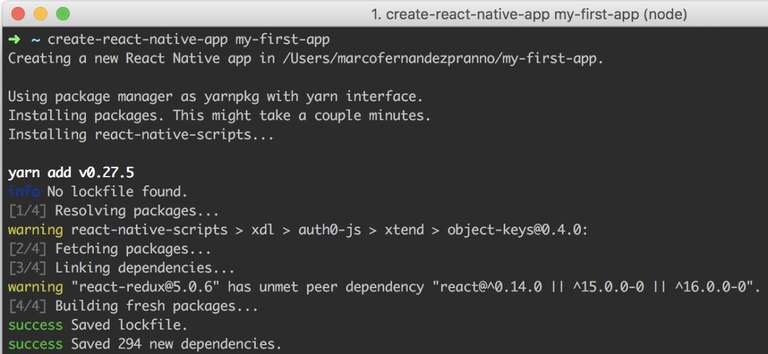 1. create-react-native-app my-first-app (node)
➜ ~ create-react-native-app my-first-app
Creating a new React Native app in /Users/marcofernandezpranno/my-first-app.
Using package manager as yarnpkg with yarn interface.
Installing packages. This might take a couple minutes.
Installing react-native-scripts...
yarn add v0.27.5
info No lockfile found.
[1/4] Resolving packages...
warning react-native-scripts > xdl > auth0-js > xtend > object-keys@0.4.0:
[2/4] Fetching packages...
[3/4] Linking dependencies...
warning "react-redux@5.0.6" has unmet peer dependency "react@^0.14.0 || ^15.0.0-0 || ^16.0.0-0".
[4/4] Building fresh packages...
success Saved lockfile.
success Saved 294 new dependencies.